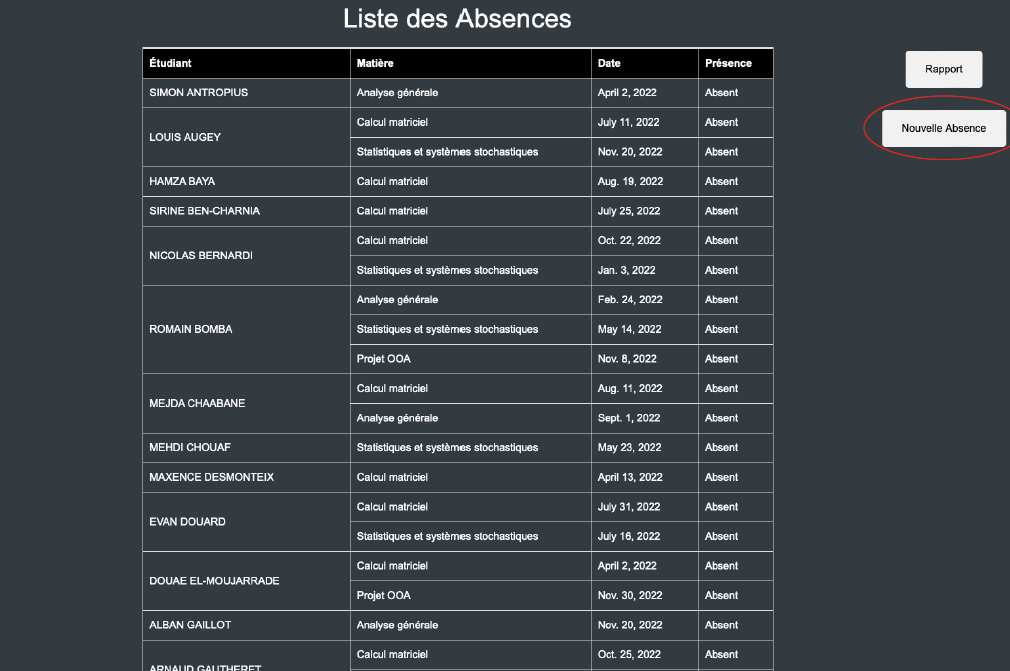 Liste des Absences
Étudiant Matière Date Présence
Rapport
SIMON ANTROPIUS Analyse générale April 2, 2022 Absent
Nouvelle Absence
LOUIS AUGEY Calcul matriciel July 11, 2022 Absent
Statistiques et systèmes stochastiques Nov. 20, 2022 Absent
HAMZA BAYA Calcul matriciel Aug. 19, 2022 Absent
SIRINE BEN-CHARNIA Calcul matriciel July 25, 2022 Absent
NICOLAS BERNARDI Calcul matriciel Oct. 22, 2022 Absent
Statistiques et systèmes stochastiques Jan. 3, 2022 Absent
ROMAIN BOMBA Analyse générale Feb. 24, 2022 Absent
Statistiques et systèmes stochastiques May 14, 2022 Absent
Projet OOA Nov. 8, 2022 Absent
MEJDA CHAABANE Calcul matriciel Aug. 11, 2022 Absent
Analyse générale Sept. 1, 2022 Absent
MEHDI CHOUAF Statistiques et systèmes stochastiques May 23, 2022 Absent
MAXENCE DESMONTEIX Calcul matriciel April 13, 2022 Absent
EVAN DOUARD Calcul matriciel July 31, 2022 Absent
Statistiques et systèmes stochastiques July 16, 2022 Absent
DOUAE EL-MOUJARRADE Calcul matriciel April 2, 2022 Absent
Projet OOA Nov. 30, 2022 Absent
ALBAN GAILLOT Analyse générale Nov. 20, 2022 Absent
ARNAUD GAUTHERET Calcul matriciel Oct. 25, 2022 Absent